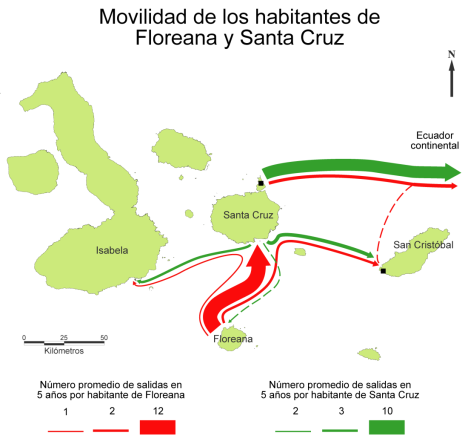 Movilidad de los habitantes de
Floreana y Santa Cruz
N
Ecuador
continental
Santa Cruz
San Cristóbal
Isabela
Floreana
0 25 50
Kilómetros
Número promedio de salidas en
5 años por habitante de Floreana
1 2 12
Número promedio de salidas en
5 años por habitante de Santa Cruz
2 3 10